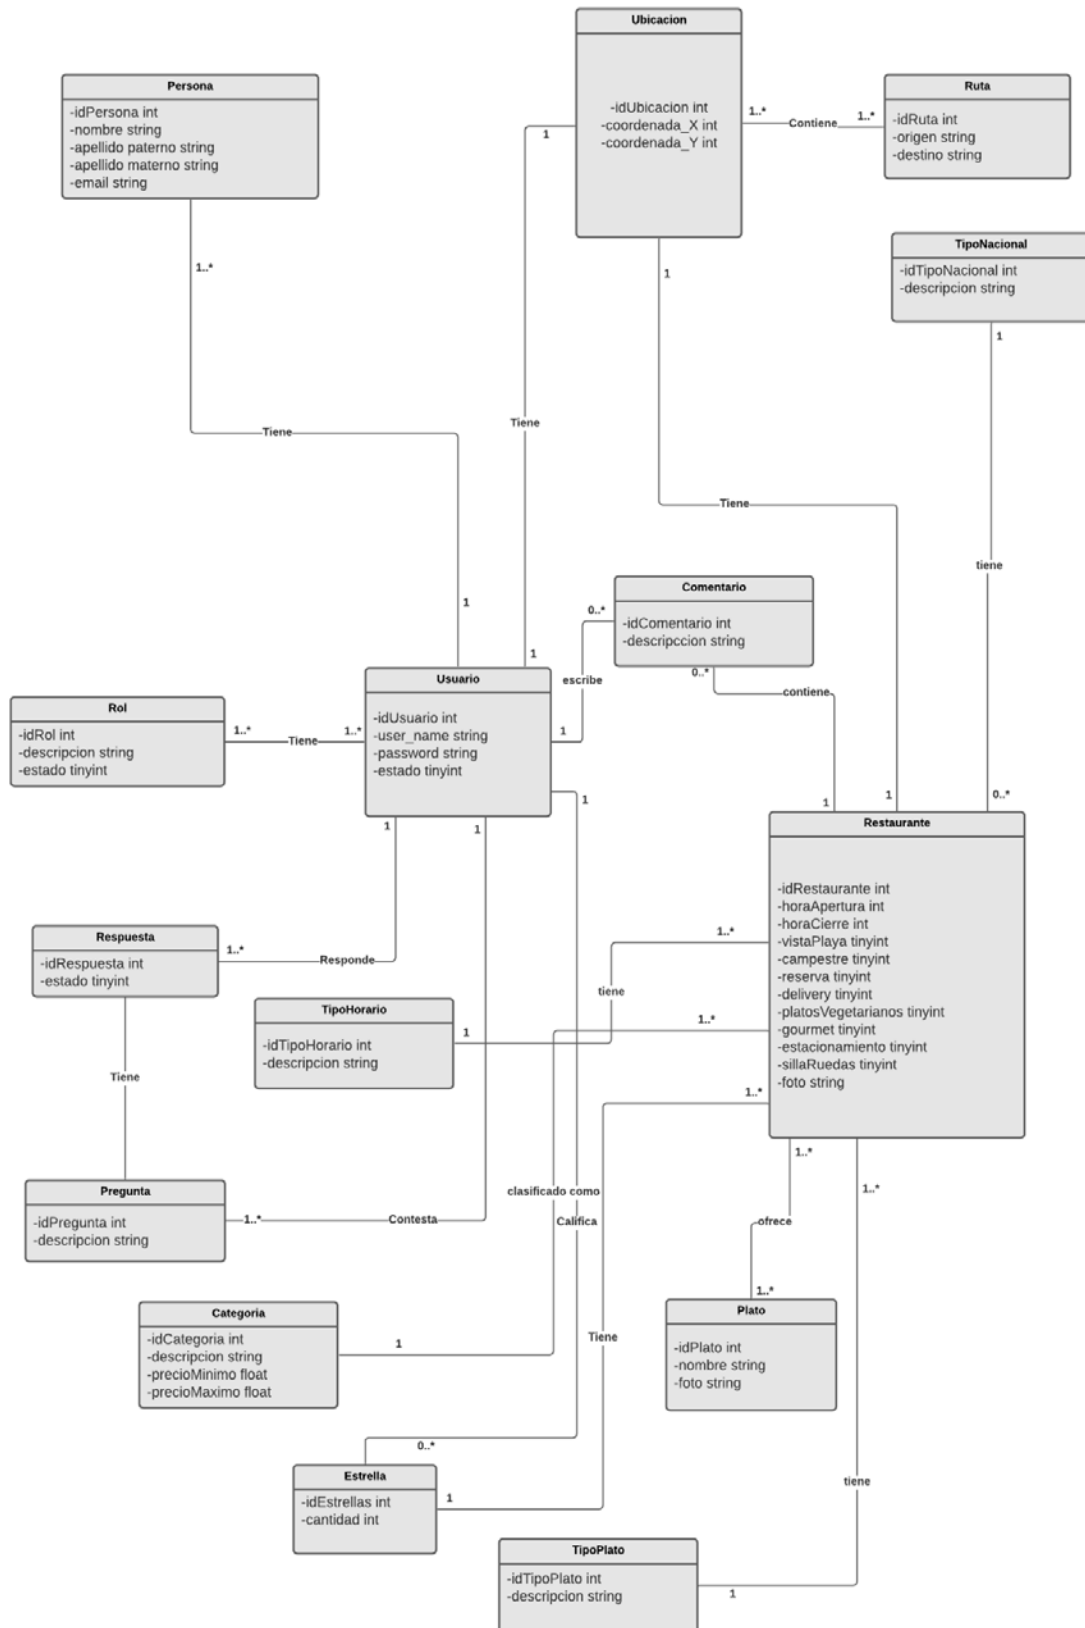 Ubicacion
-idUbicacion int
-coordenada_X int
-coordenada_Y int
Persona
-idPersona int
-nombre string
-apellido paterno string
-apellido materno string
-email string
Ruta
-idRuta int
-origen string
-destino string
1..*
Contiene
1..*
1
TipoNacional
-idTipoNacional int
-descripcion string
1..*
1
1
Tiene
Tiene
Tiene
tiene
Comentario
-idComentario int
-descripccion string
1
0..*
0..*
1
escribe
contiene
Usuario
-idUsuario int
-user_name string
-password string
-estado tinyint
Rol
-idRol int
-descripcion string
-estado tinyint
1..*
Tiene
1..*
1
1
1
1
1
1
0..*
Restaurante
-idRestaurante int
-horaApertura int
-horaCierre int
-vistaPlaya tinyint
-campestre tinyint
-reserva tinyint
-delivery tinyint
-platosVegetarianos tinyint
-gourmet tinyint
-estacionamiento tinyint
-sillaRuedas tinyint
-foto string
Respuesta
-idRespuesta int
-estado tinyint
1..*
Responde
1..*
tiene
TipoHorario
-idTipoHorario int
-descripcion string
1
1..*
Tiene
1..*
Pregunta
-idPregunta int
-descripcion string
1..*
Contesta
clasificado como
Califica
1..*
1..*
ofrece
1..*
Categoria
-idCategoria int
-descripcion string
-precioMinimo float
-precioMaximo float
1
Tiene
Plato
-idPlato int
-nombre string
-foto string
0..*
Estrella
-idEstrellas int
-cantidad int
1
tiene
TipoPlato
-idTipoPlato int
-descripcion string
1